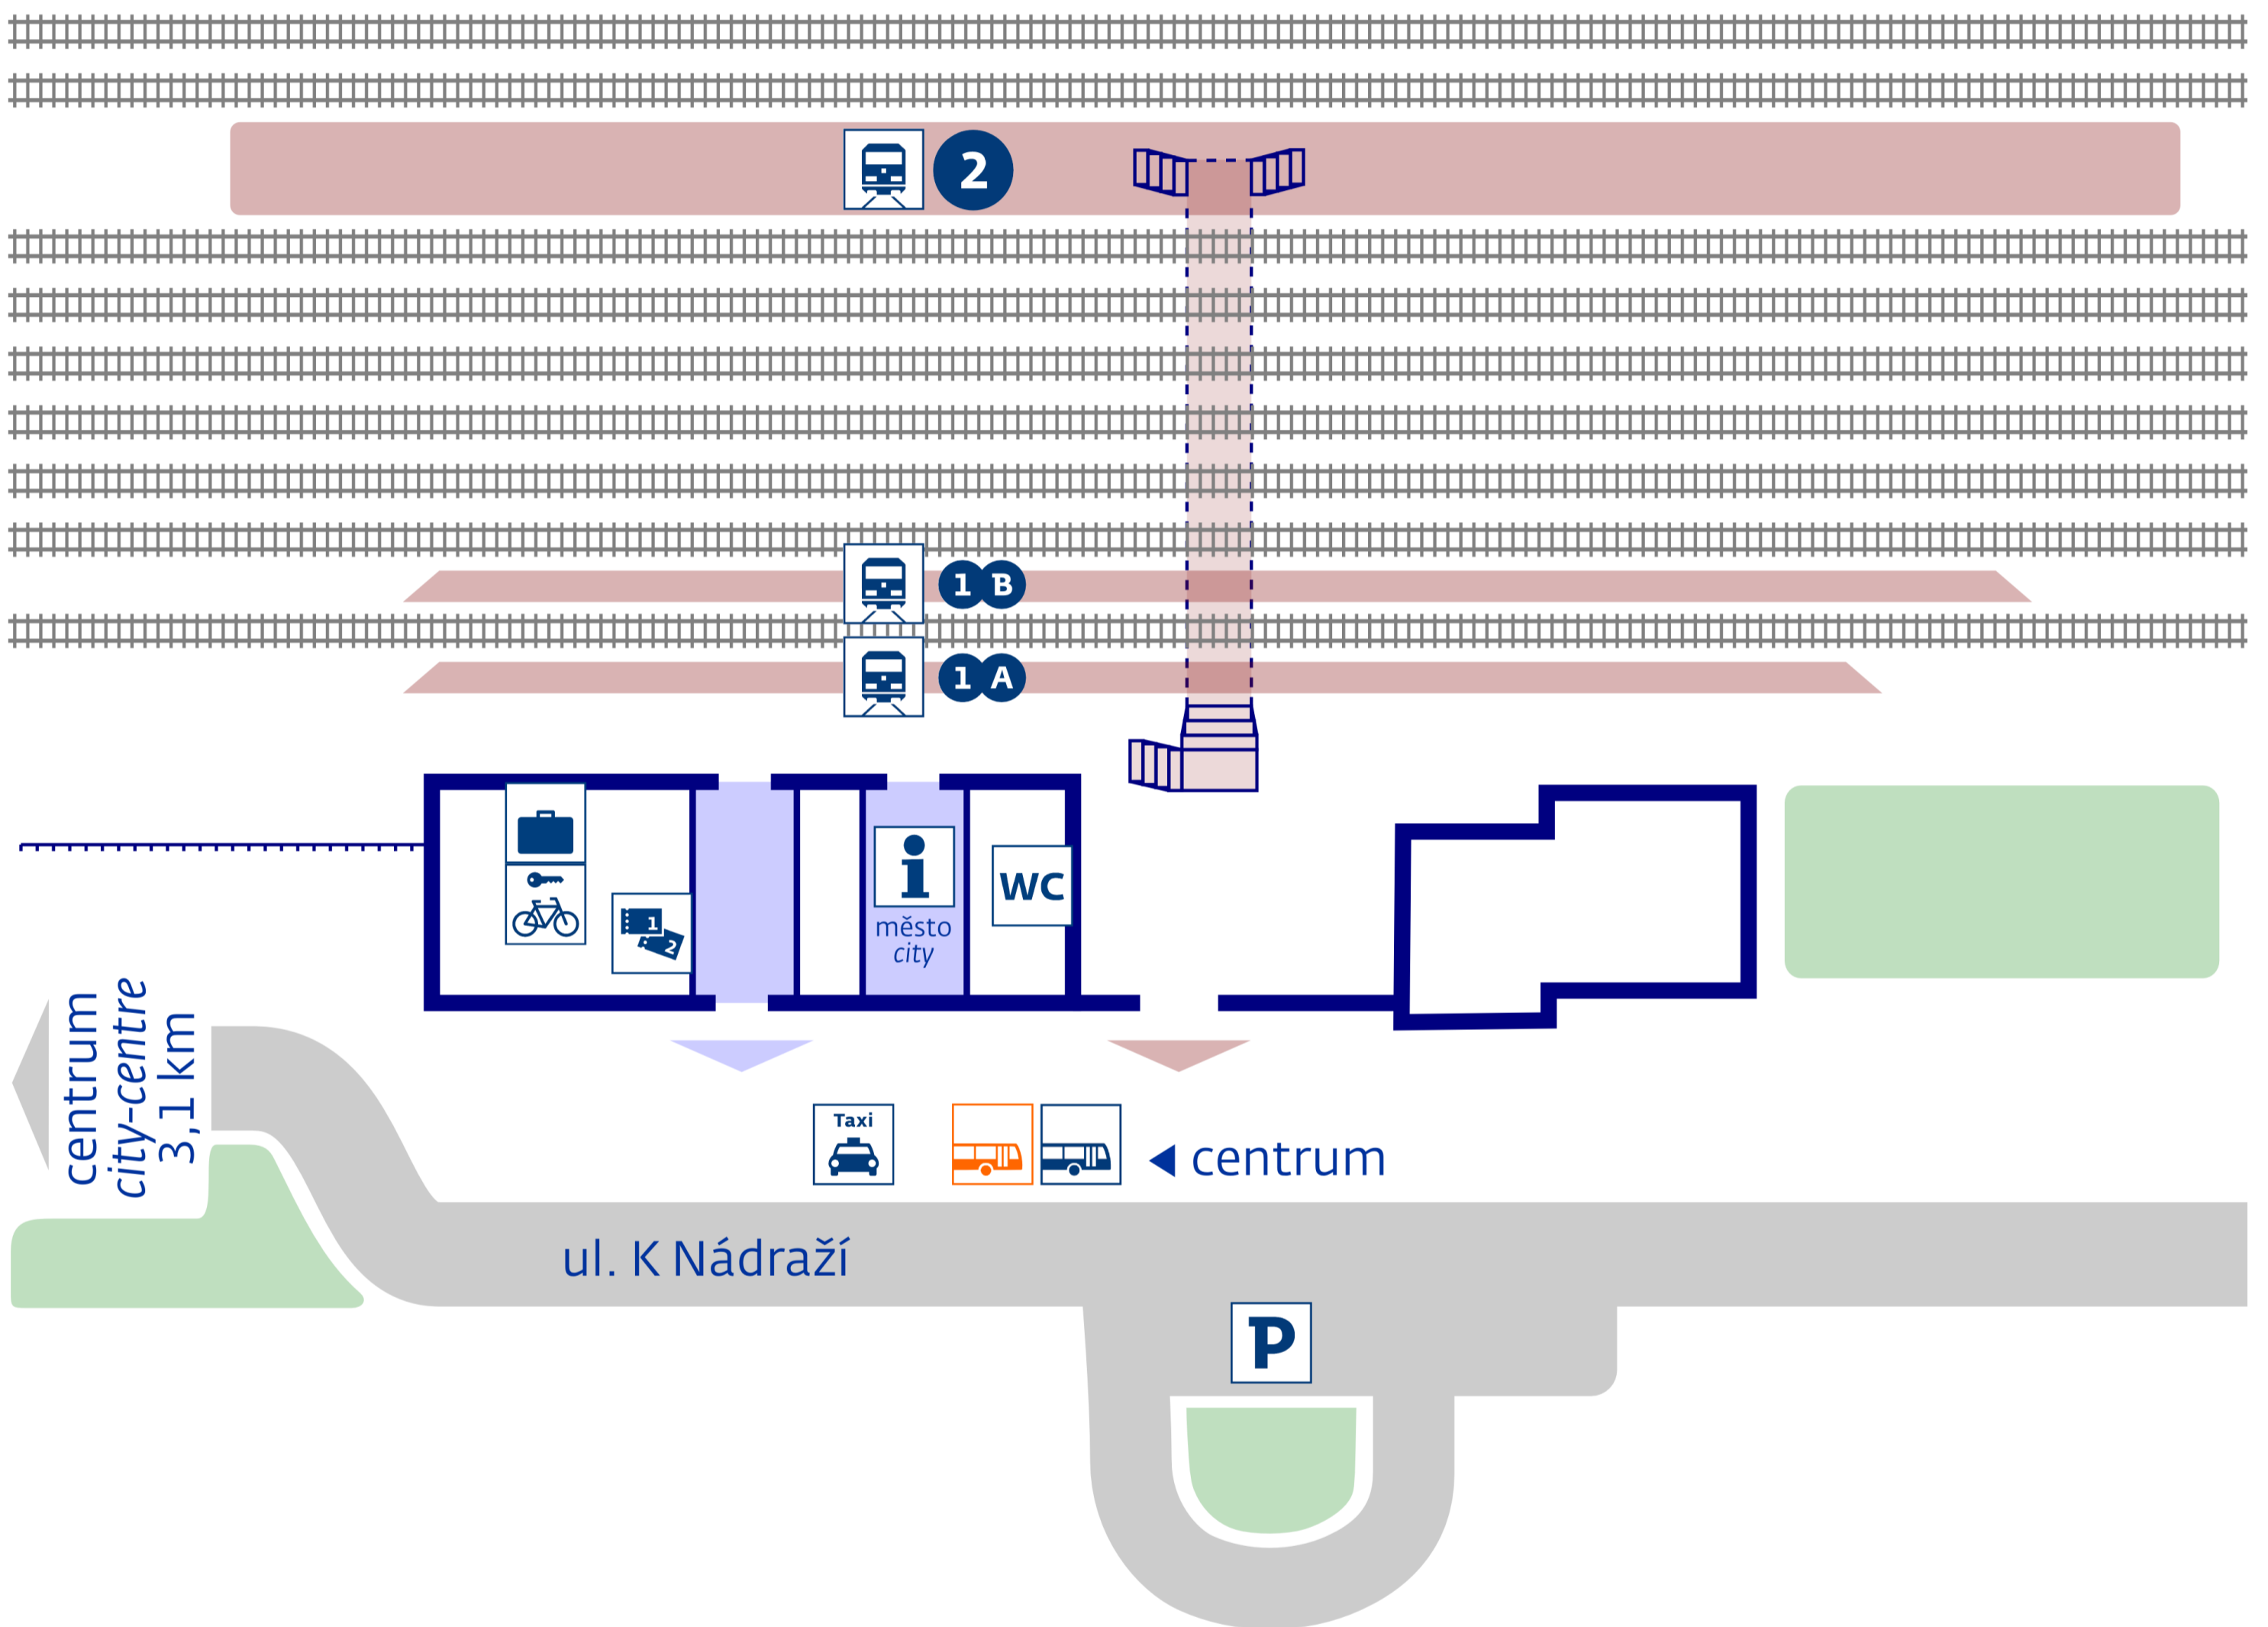 2
1 B
1 A
1
2
i
město
city
WC
centrum
city-centre
3,1 km
Taxi
centrum
ul. K Nádraží
P